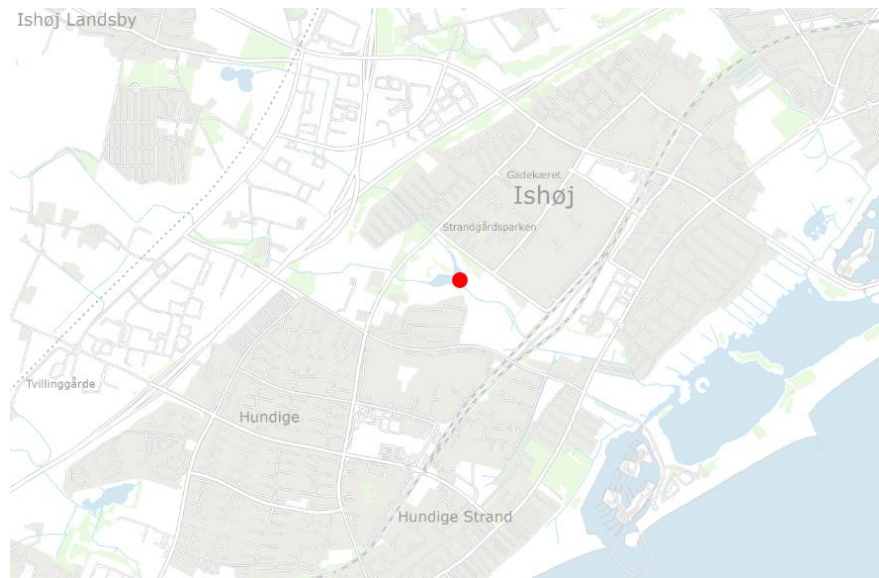 Ishøj Landsby
Gadekæret
Ishøj
Strandgårdsparken
Tvillinggårde
Hundige
Hundige Strand